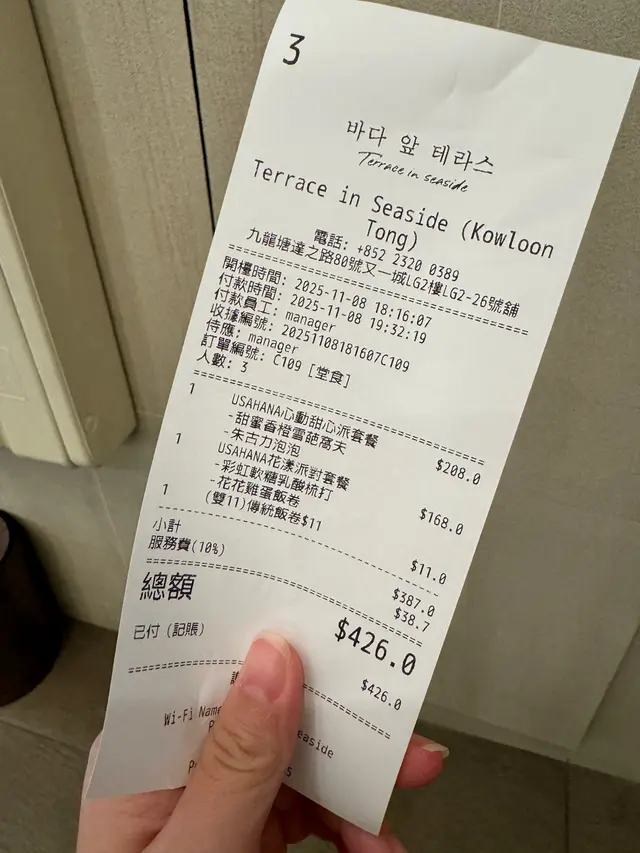 3
바다 앞 테라스
Terrace in seaside
Terrace in Seaside (Kowloon
Tong)
電話: +852 2320 0389
九龍塘達之路80號又一城LG2樓LG2-26號舖
開檯時間: 2025-11-08 18:16:07
付款時間: 2025-11-08 19:32:19
付款員工: manager
收據編號: 20251108181607C109
侍應: manager
訂單編號: C109 [堂食]
人數: 3
1 USAHANA心動甜心派套餐 $208.0
-甜蜜香橙雪葩窩夫
-朱古力泡泡
1 USAHANA花漾派對套餐 $168.0
-彩虹軟糖乳酸梳打
-花花雞蛋飯卷
1 (雙11)傳統飯卷$11 $11.0
小計 $387.0
服務費(10%) $38.7
總額 $426.0
已付 (記賬) $426.0
Wi-Fi Name
easide